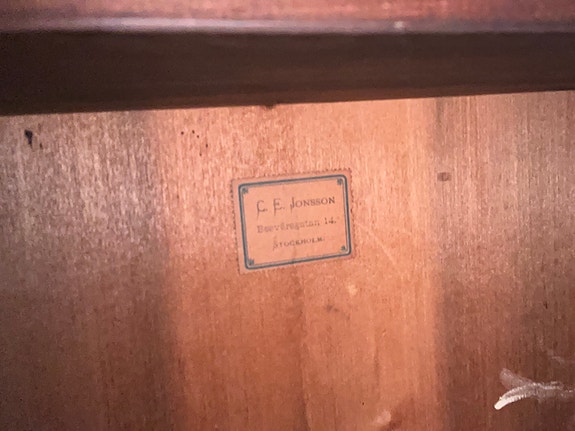 C. E. JONSSON
14.
STOCKHOLM.